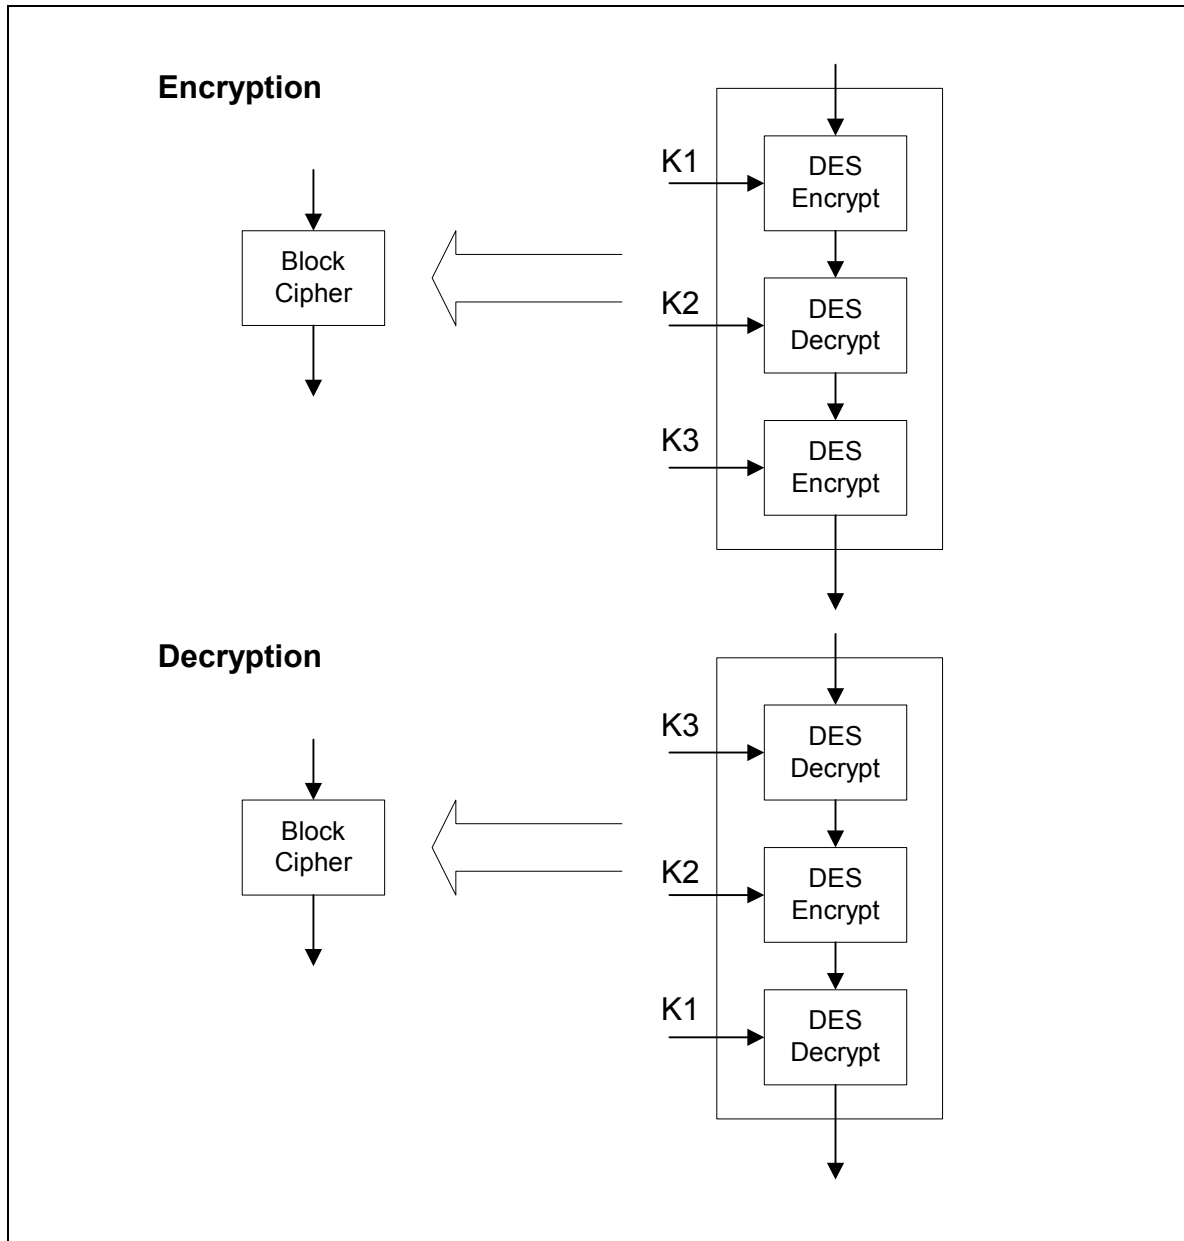 Encryption
K1
DES
Encrypt
Block
Cipher
K2
DES
Decrypt
K3
DES
Encrypt
Decryption
K3
DES
Decrypt
Block
Cipher
K2
DES
Encrypt
K1
DES
Decrypt